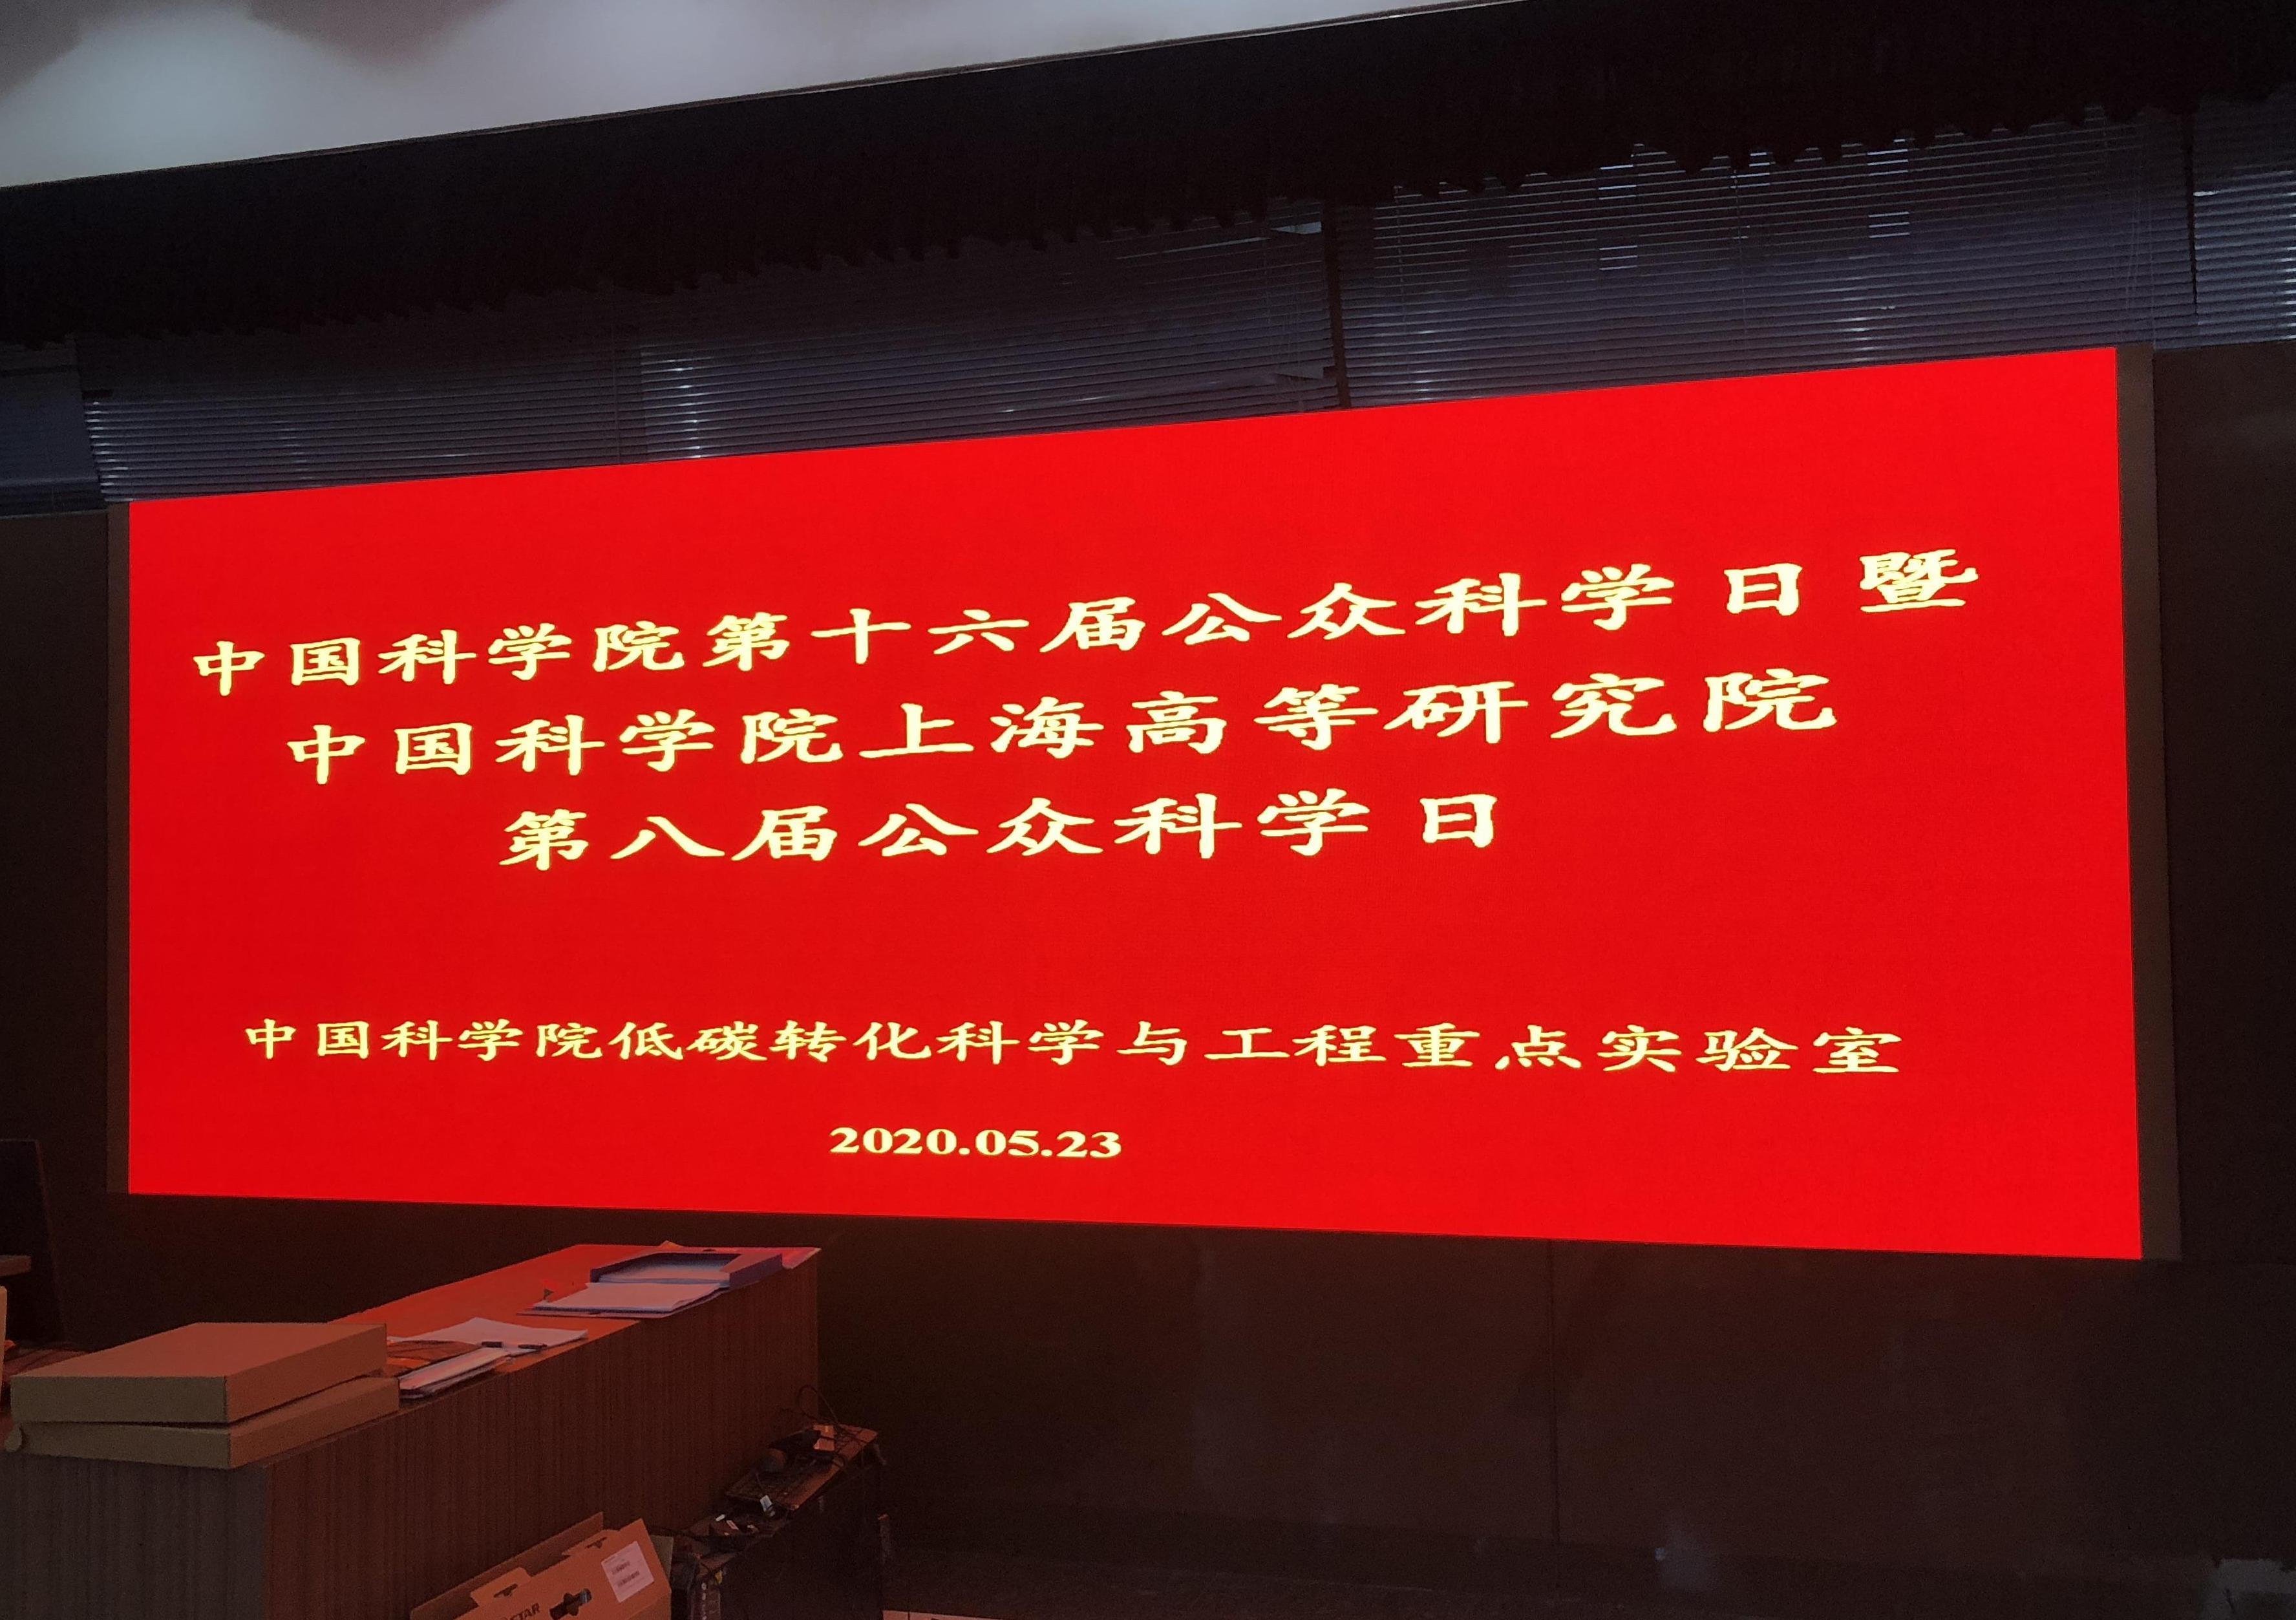 中国科学院第十六届公众科学日暨
中国科学院上海高等研究院
第八届公众科学日
中国科学院低碳转化科学与工程重点实验室
2020.05.23